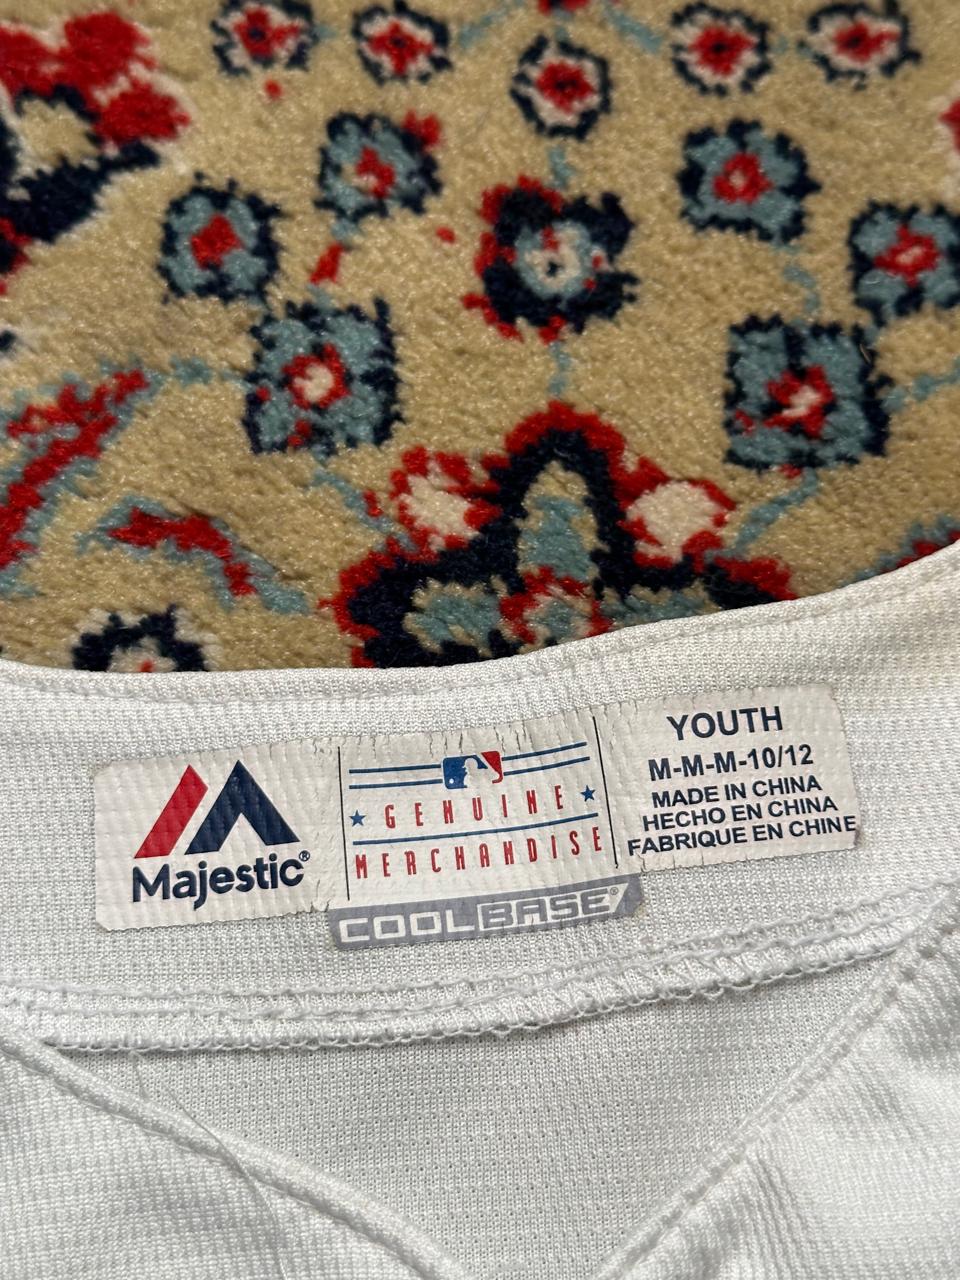 Majestic®
GENUINE
MERCHANDISE
COOLBASE®
YOUTH
M-M-M-10/12
MADE IN CHINA
HECHO EN CHINA
FABRIQUE EN CHINE